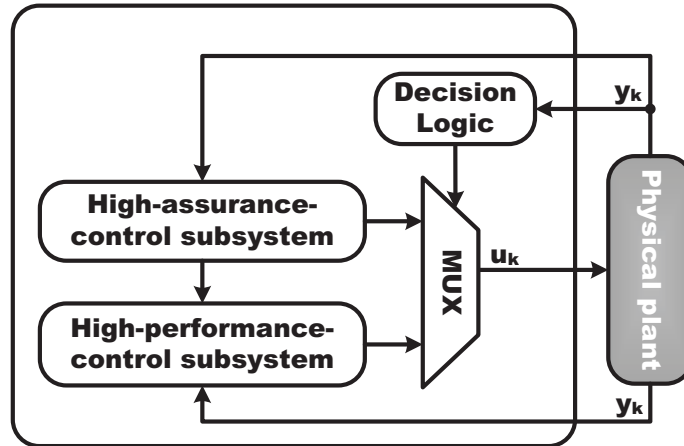 Decision
Logic
yk
High-assurance-
control subsystem
MUX
uk
Physical plant
High-performance-
control subsystem
yk